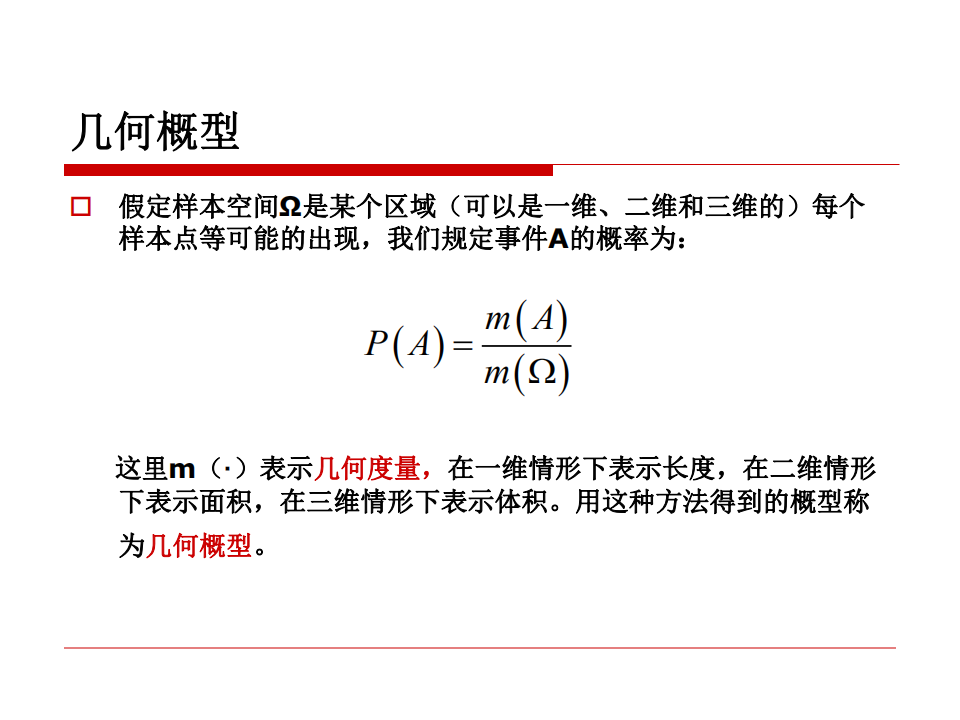 几何概型
假定样本空间Ω是某个区域（可以是一维、二维和三维的）每个
样本点等可能的出现，我们规定事件A的概率为：
P(A) = m(A) / m(Ω)
这里m（·）表示几何度量，在一维情形下表示长度，在二维情形
下表示面积，在三维情形下表示体积。用这种方法得到的概型称
为几何概型。